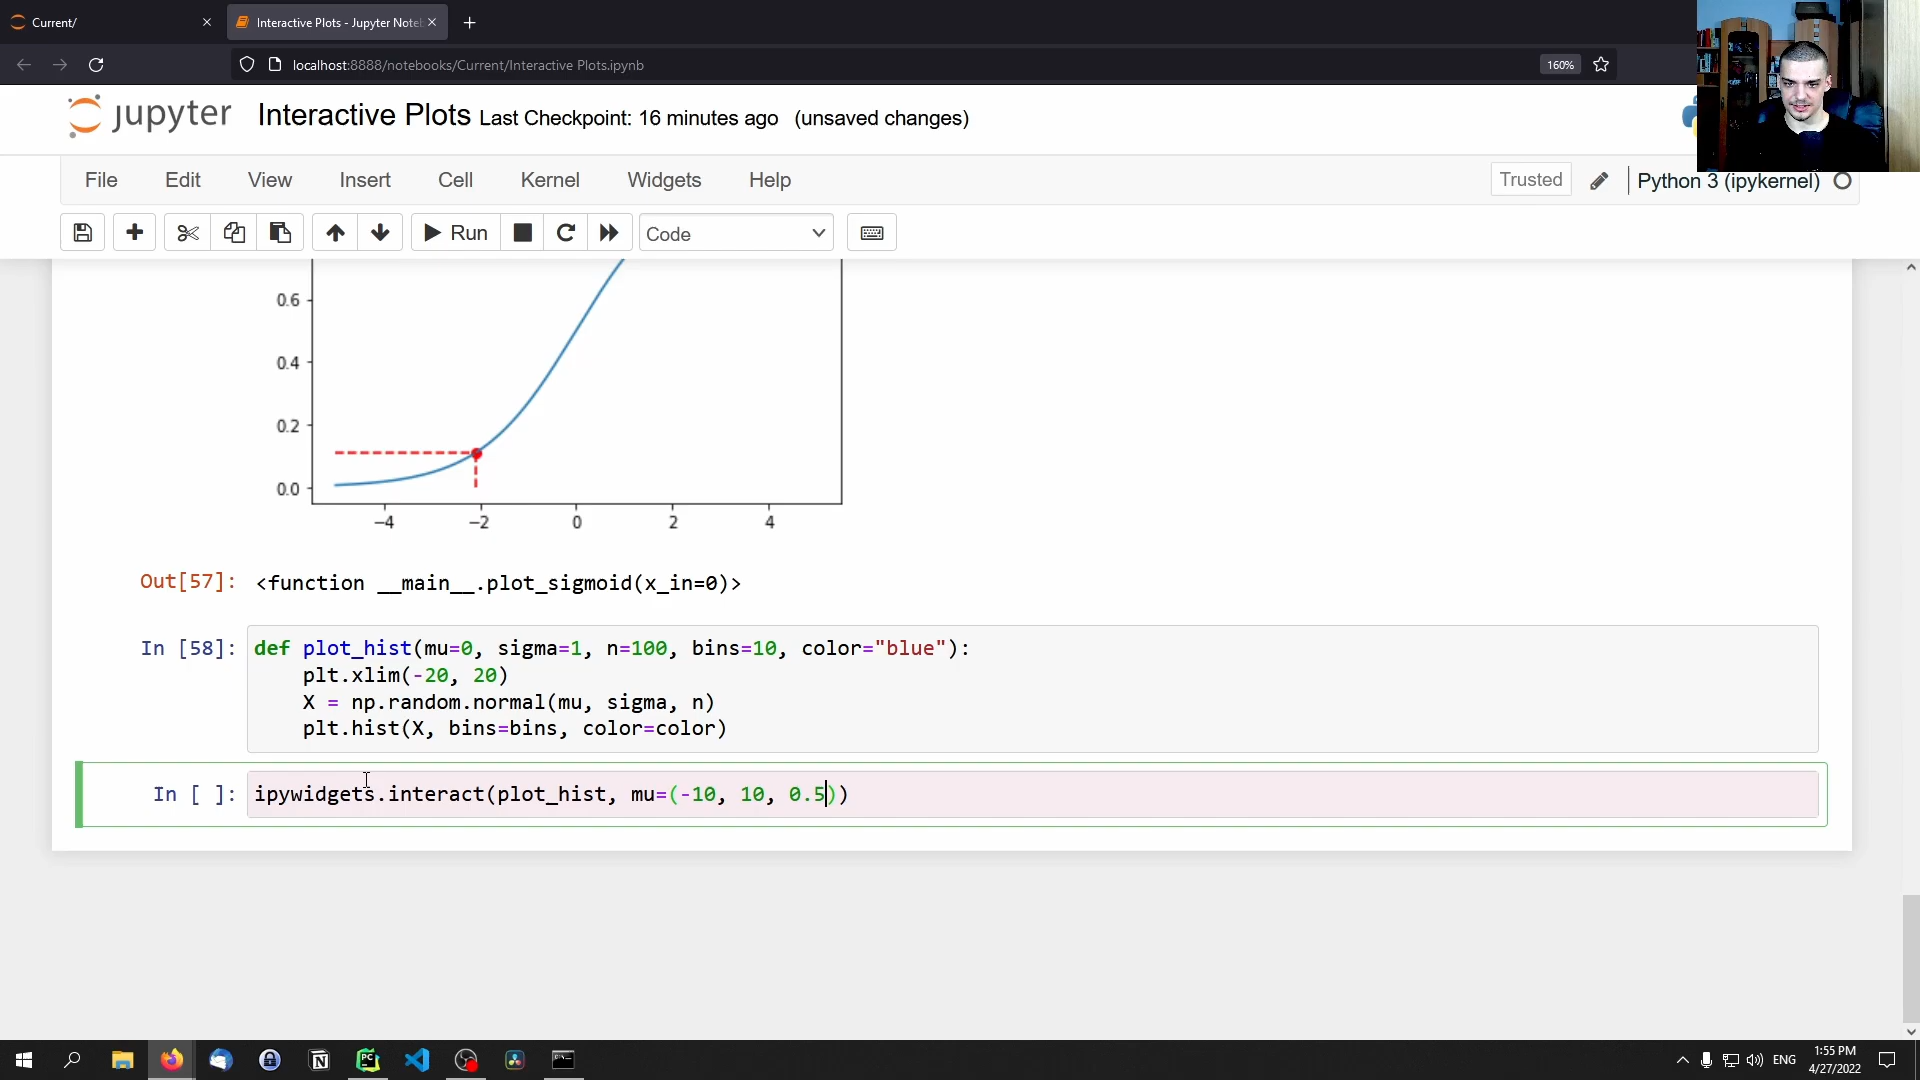 Current/
Interactive Plots - Jupyter Note
localhost:8888/notebooks/Current/Interactive Plots.ipynb
160%
jupyter
Interactive Plots Last Checkpoint: 16 minutes ago (unsaved changes)
File Edit View Insert Cell Kernel Widgets Help
Trusted
Python 3 (ipykernel)
Run
Code
0.6
0.4
0.2
0.0
−4 −2 0 2 4
Out[57]: <function __main__.plot_sigmoid(x_in=0)>
In [58]: def plot_hist(mu=0, sigma=1, n=100, bins=10, color="blue"):
plt.xlim(-20, 20)
X = np.random.normal(mu, sigma, n)
plt.hist(X, bins=bins, color=color)
In [ ]: ipywidgets.interact(plot_hist, mu=(-10, 10, 0.5))
ENG
1:55 PM
4/27/2022